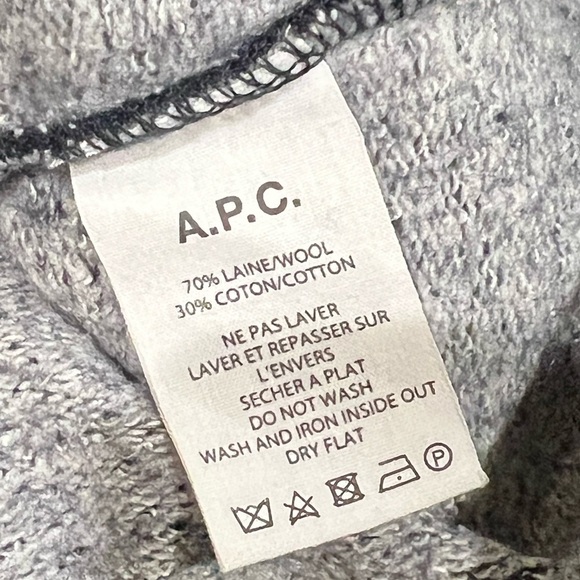 A.P.C.
70% LAINE/WOOL
30% COTON/COTTON
NE PAS LAVER
LAVER ET REPASSER SUR
L'ENVERS
SECHER A PLAT
DO NOT WASH
WASH AND IRON INSIDE OUT
DRY FLAT
P